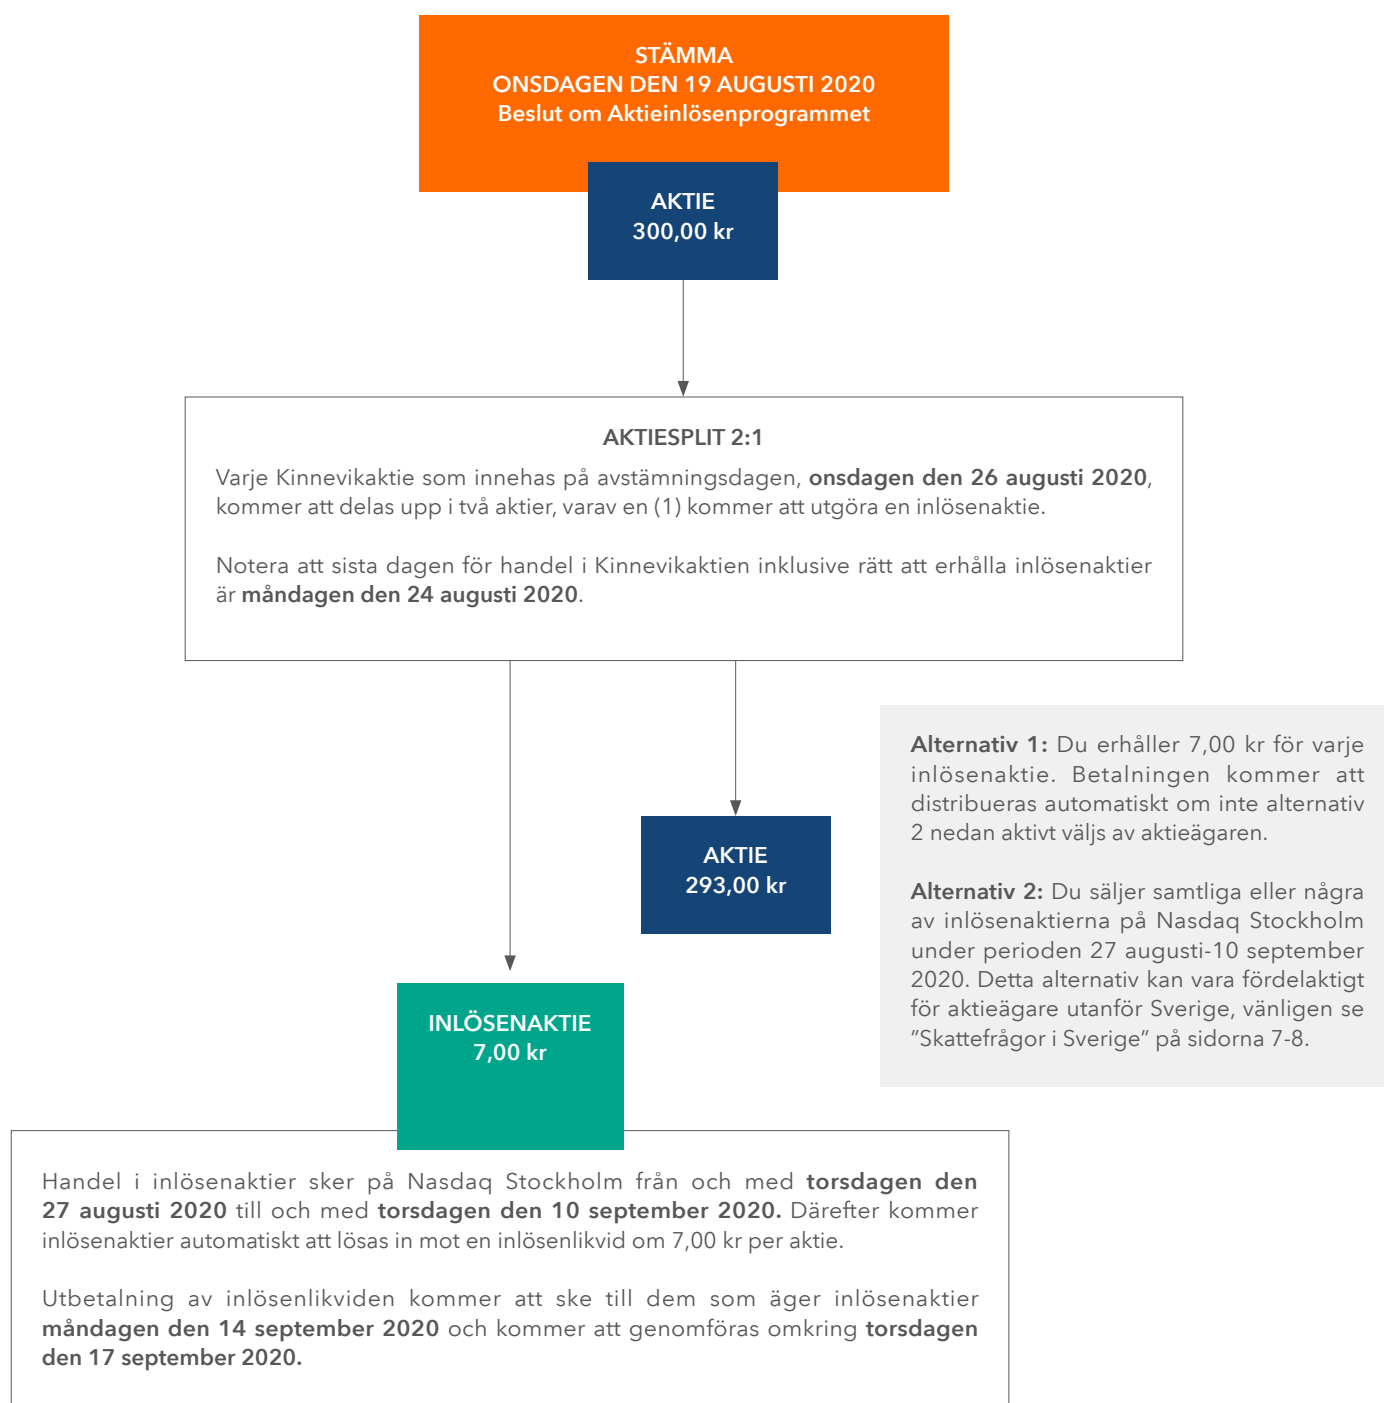 STÄMMA
ONSDAGEN DEN 19 AUGUSTI 2020
Beslut om Aktieinlösenprogrammet
AKTIE
300,00 kr
AKTIESPLIT 2:1
Varje Kinnevikaktie som innehas på avstämningsdagen, onsdagen den 26 augusti 2020,
kommer att delas upp i två aktier, varav en (1) kommer att utgöra en inlösenaktie.
Notera att sista dagen för handel i Kinnevikaktien inklusive rätt att erhålla inlösenaktier
är måndagen den 24 augusti 2020.
Alternativ 1: Du erhåller 7,00 kr för varje
inlösenaktie. Betalningen kommer att
distribueras automatiskt om inte alternativ
2 nedan aktivt väljs av aktieägaren.
Alternativ 2: Du säljer samtliga eller några
av inlösenaktierna på Nasdaq Stockholm
under perioden 27 augusti-10 september
2020. Detta alternativ kan vara fördelaktigt
för aktieägare utanför Sverige, vänligen se
”Skattefrågor i Sverige” på sidorna 7-8.
AKTIE
293,00 kr
INLÖSENAKTIE
7,00 kr
Handel i inlösenaktier sker på Nasdaq Stockholm från och med torsdagen den
27 augusti 2020 till och med torsdagen den 10 september 2020. Därefter kommer
inlösenaktier automatiskt att lösas in mot en inlösenlikvid om 7,00 kr per aktie.
Utbetalning av inlösenlikviden kommer att ske till dem som äger inlösenaktier
måndagen den 14 september 2020 och kommer att genomföras omkring torsdagen
den 17 september 2020.